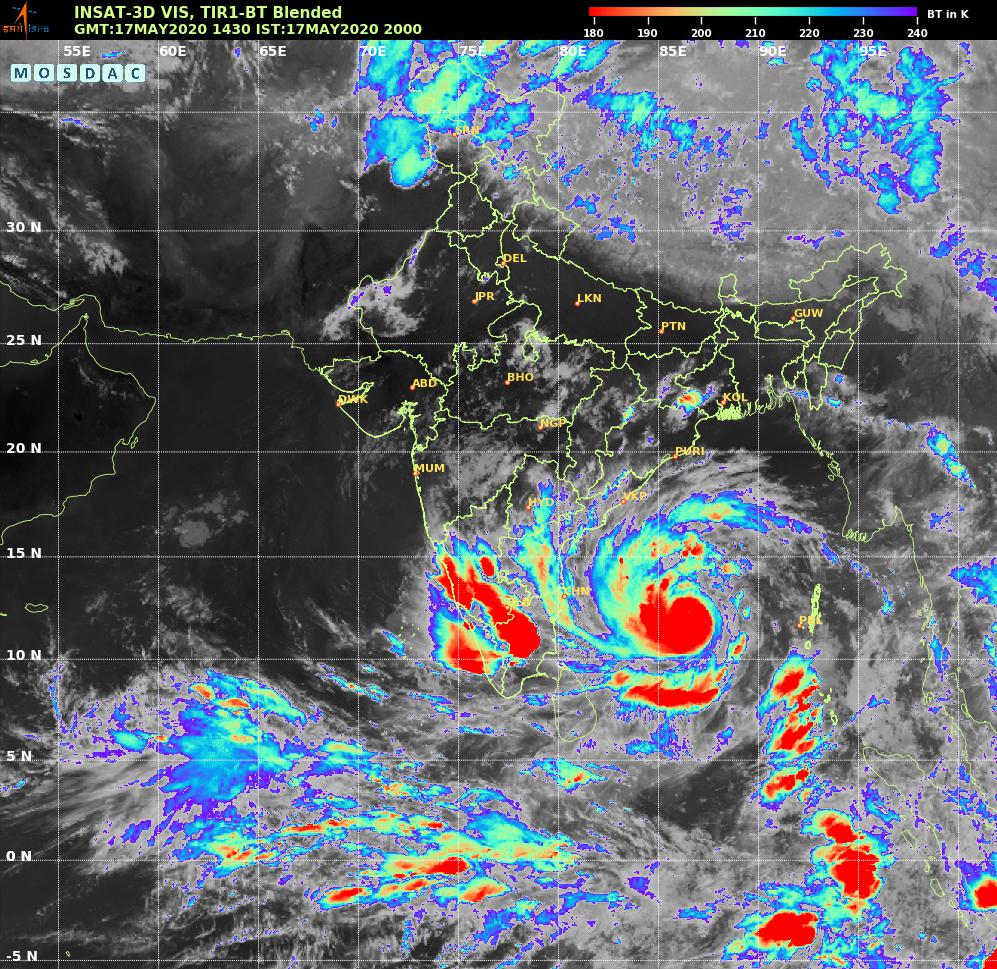 INSAT-3D VIS, TIR1-BT Blended
GMT:17MAY2020 1430 IST:17MAY2020 2000
180 190 200 210 220 230 240 BT in K
55E 60E 65E 70E 75E 80E 85E 90E 95E
MOSDAC
SRN
30 N
DEL
JPR LKN
GUW
PTN
25 N
BHO
ABD
DWK KOL
NGP
20 N PURI
MUM
HYD VKP
15 N
CHN
10 N
5 N
0 N
-5 N